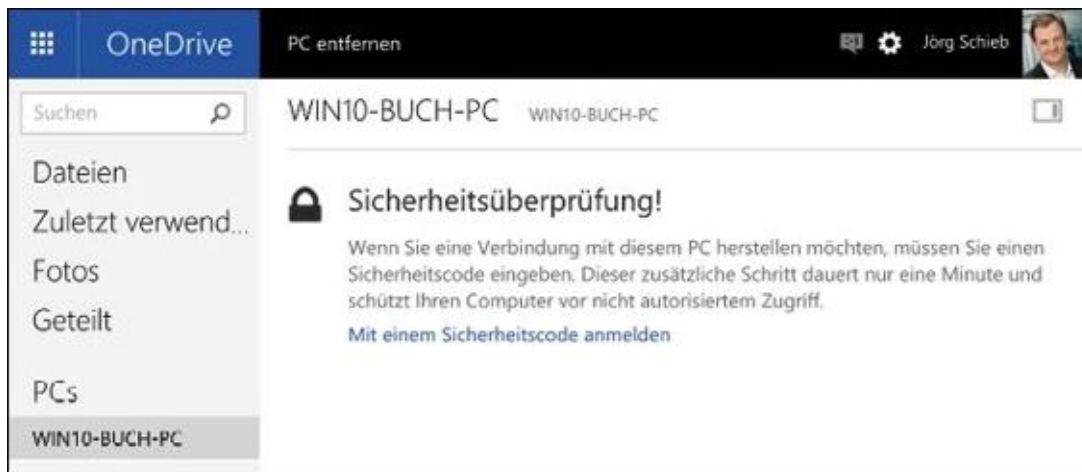 OneDrive
PC entfernen
Jörg Schieb
Suchen
Dateien
Zuletzt verwend...
Fotos
Geteilt
PCs
WIN10-BUCH-PC
WIN10-BUCH-PC WIN10-BUCH-PC
Sicherheitsüberprüfung!
Wenn Sie eine Verbindung mit diesem PC herstellen möchten, müssen Sie einen
Sicherheitscode eingeben. Dieser zusätzliche Schritt dauert nur eine Minute und
schützt Ihren Computer vor nicht autorisiertem Zugriff.
Mit einem Sicherheitscode anmelden